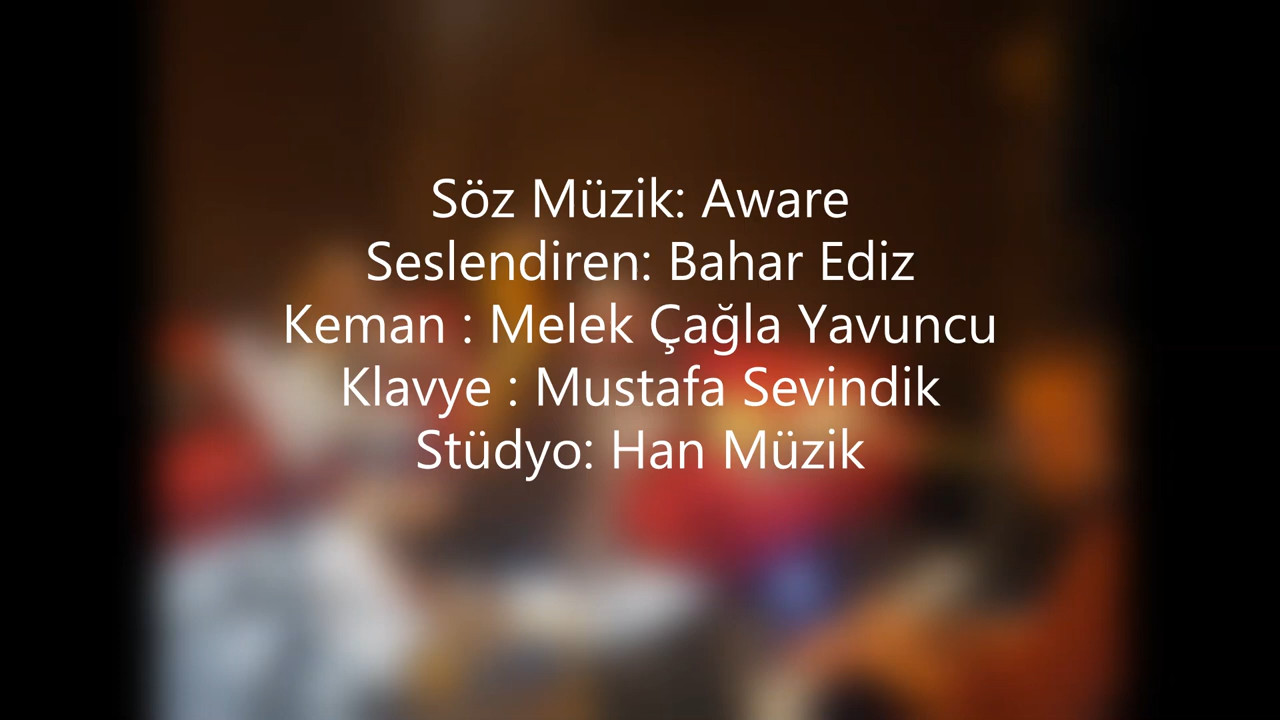 Söz Müzik: Aware
Seslendiren: Bahar Ediz
Keman : Melek Çağla Yavuncu
Klavye : Mustafa Sevindik
Stüdyo: Han Müzik